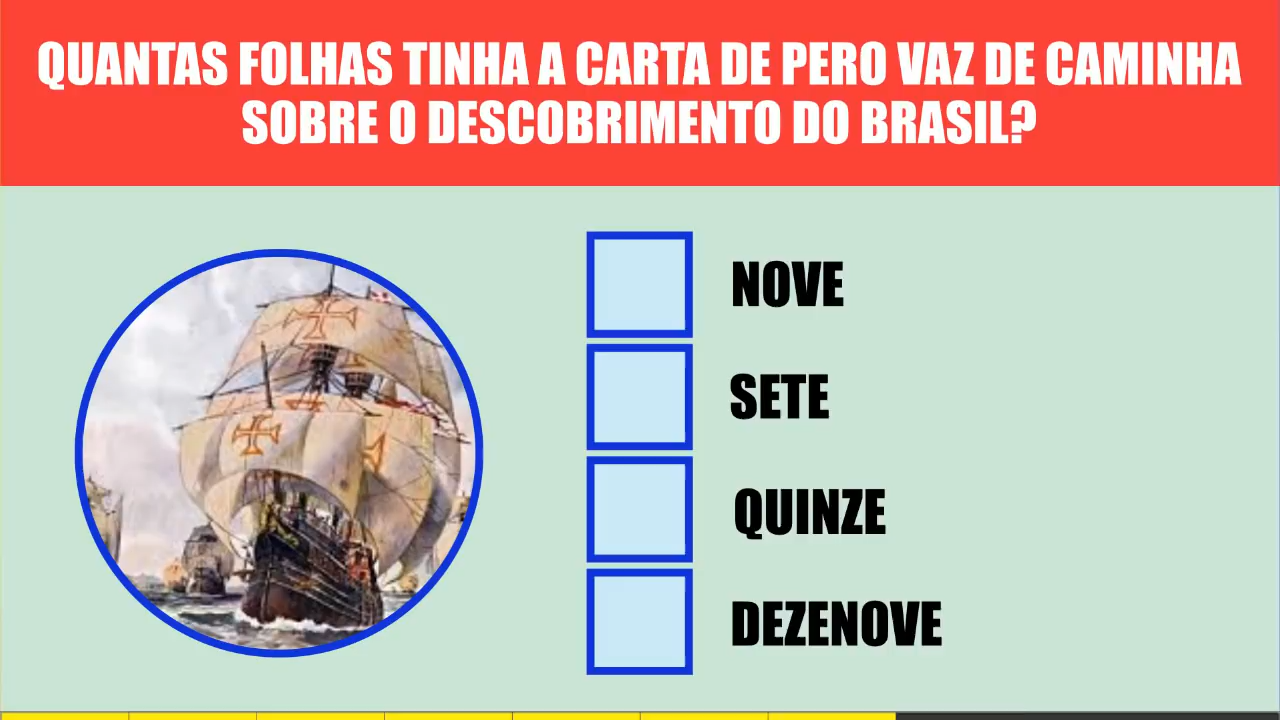 QUANTAS FOLHAS TINHA A CARTA DE PERO VAZ DE CAMINHA
SOBRE O DESCOBRIMENTO DO BRASIL?
NOVE
SETE
QUINZE
DEZENOVE